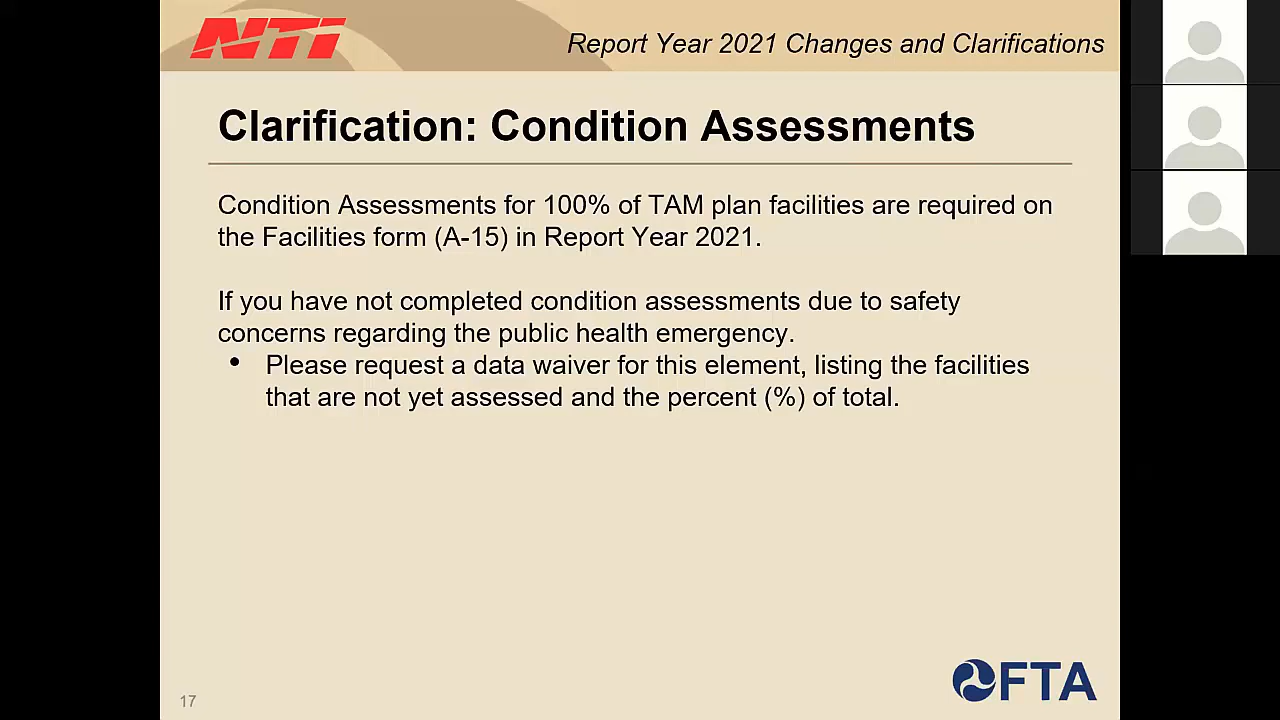 NTI
Report Year 2021 Changes and Clarifications
Clarification: Condition Assessments
Condition Assessments for 100% of TAM plan facilities are required on
the Facilities form (A-15) in Report Year 2021.
If you have not completed condition assessments due to safety
concerns regarding the public health emergency.
• Please request a data waiver for this element, listing the facilities
that are not yet assessed and the percent (%) of total.
17
FTA